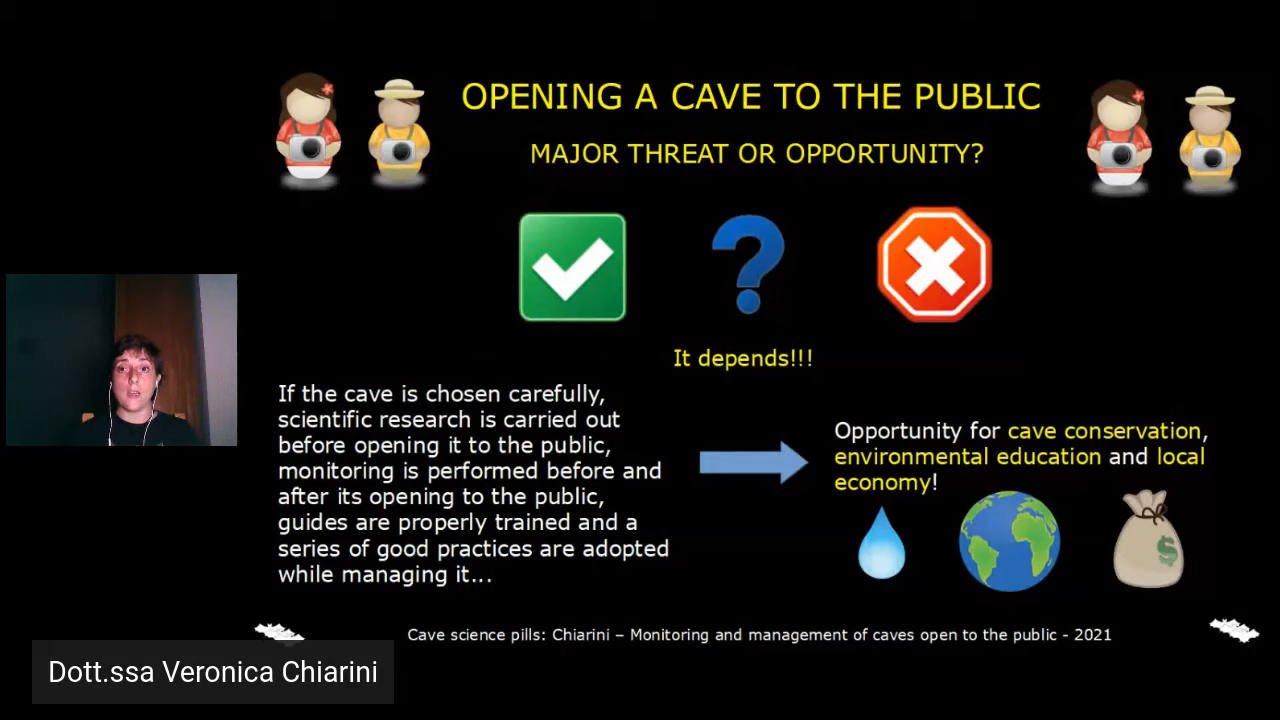 OPENING A CAVE TO THE PUBLIC
MAJOR THREAT OR OPPORTUNITY?
It depends!!!
If the cave is chosen carefully,
scientific research is carried out
before opening it to the public,
monitoring is performed before and
after its opening to the public,
guides are properly trained and a
series of good practices are adopted
while managing it...
Opportunity for cave conservation,
environmental education and local
economy!
$
Cave science pills: Chiarini – Monitoring and management of caves open to the public - 2021
Dott.ssa Veronica Chiarini